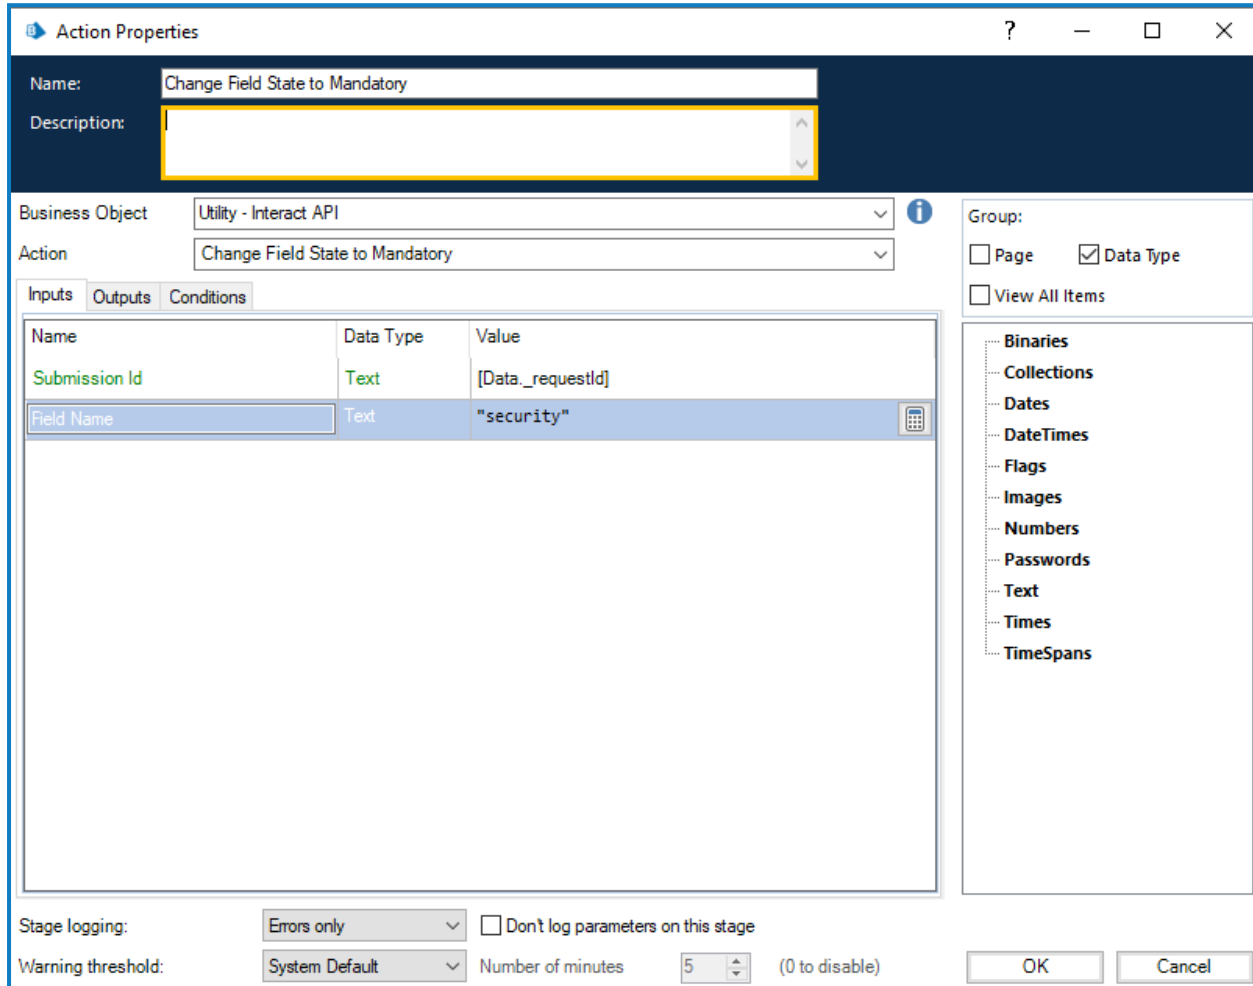 Action Properties
Name: Change Field State to Mandatory
Description:
Business Object Utility - Interact API
Action Change Field State to Mandatory
Group:
Page Data Type
View All Items
Inputs Outputs Conditions
Name Data Type Value
Submission Id Text [Data._requestId]
Field Name Text "security"
Binaries
Collections
Dates
DateTimes
Flags
Images
Numbers
Passwords
Text
Times
TimeSpans
Stage logging: Errors only Don't log parameters on this stage
Warning threshold: System Default Number of minutes 5 (0 to disable)
OK Cancel